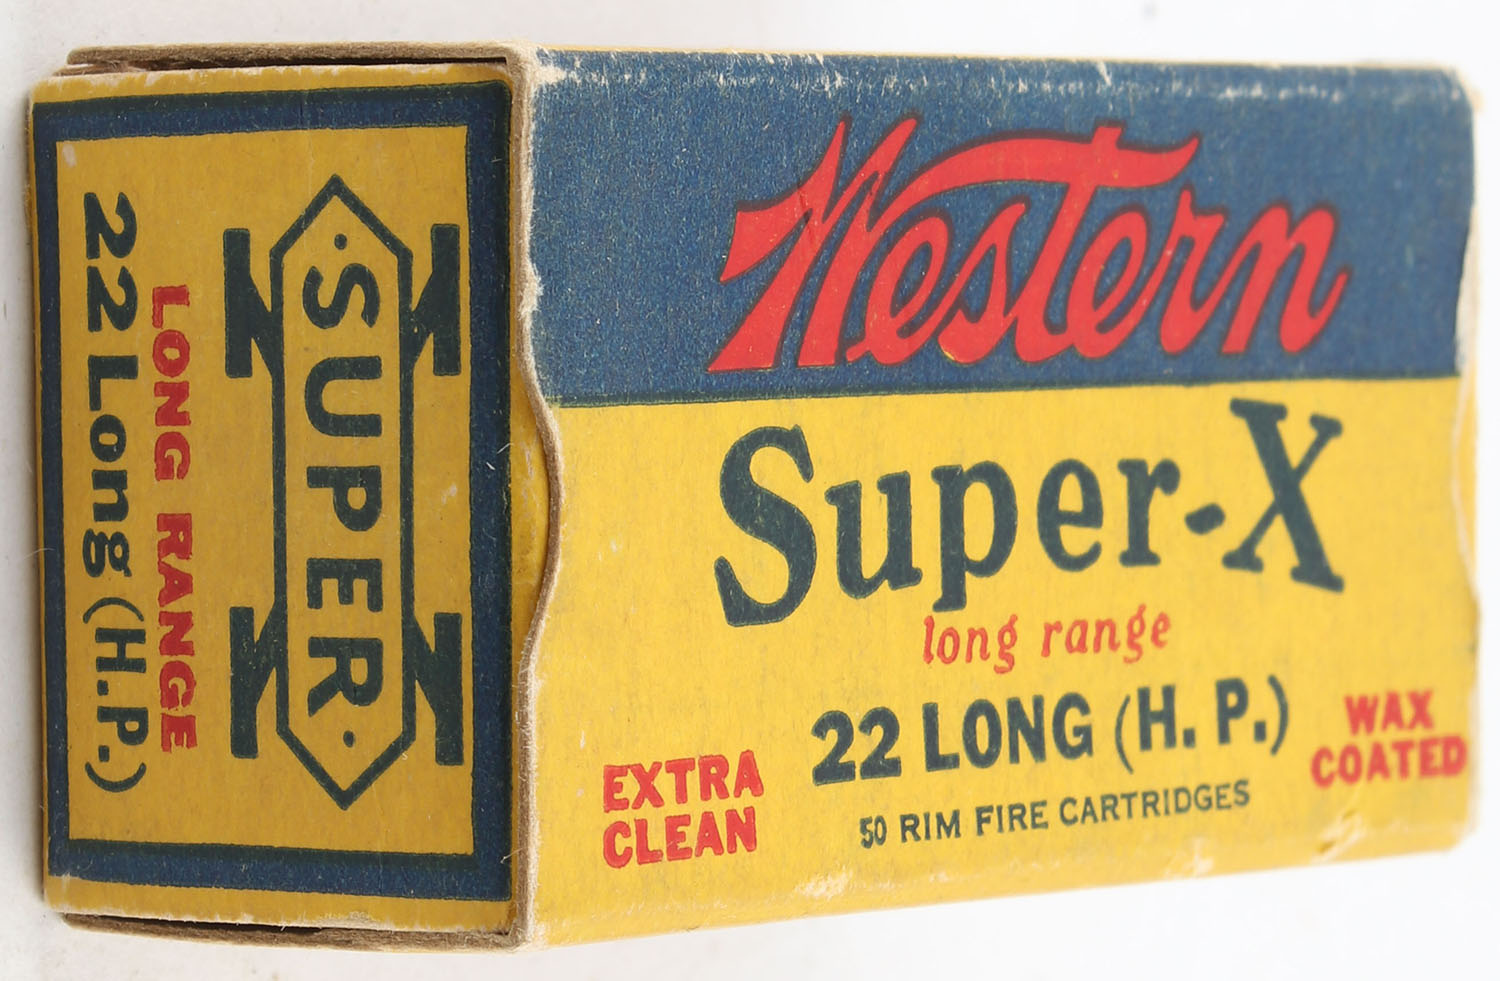 Western
Super-X
long range
22 LONG (H. P.)
50 RIM FIRE CARTRIDGES
EXTRA
CLEAN
WAX
COATED
X
·SUPER·
LONG RANGE
22 Long (H.P.)